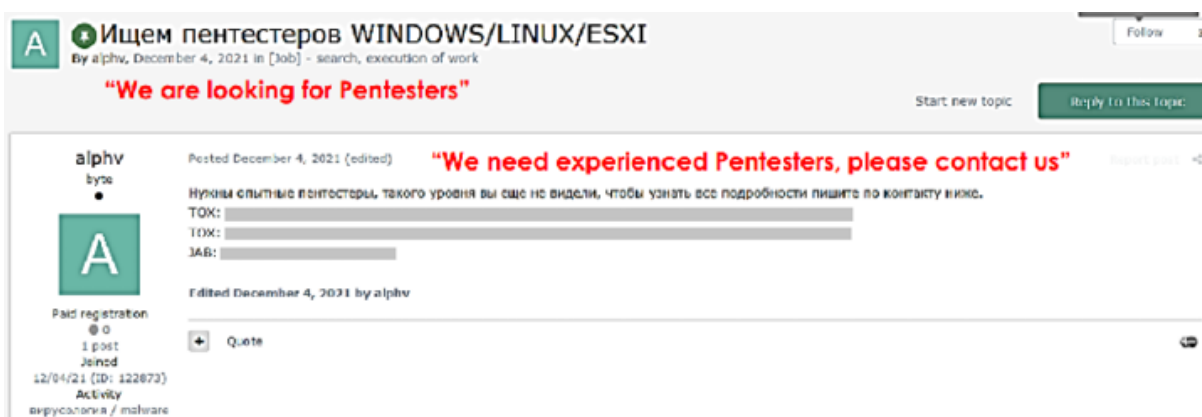 A
Ищем пентестеров WINDOWS/LINUX/ESXI
Follow
By alphv, December 4, 2021 in [Job] - search, execution of work
“We are looking for Pentesters”
Start new topic
Reply to this topic
alphv
byte
A
Paid registration
0
1 post
Joined
12/04/21 (ID: 122873)
Activity
вирусология / malware
Posted December 4, 2021 (edited)
“We need experienced Pentesters, please contact us”
Report post
Нужны опытные пентестеры, такого уровня вы еще не видели, чтобы узнать все подробности пишите по контакту ниже.
TOX:
TOX:
JAB:
Edited December 4, 2021 by alphv
+ Quote